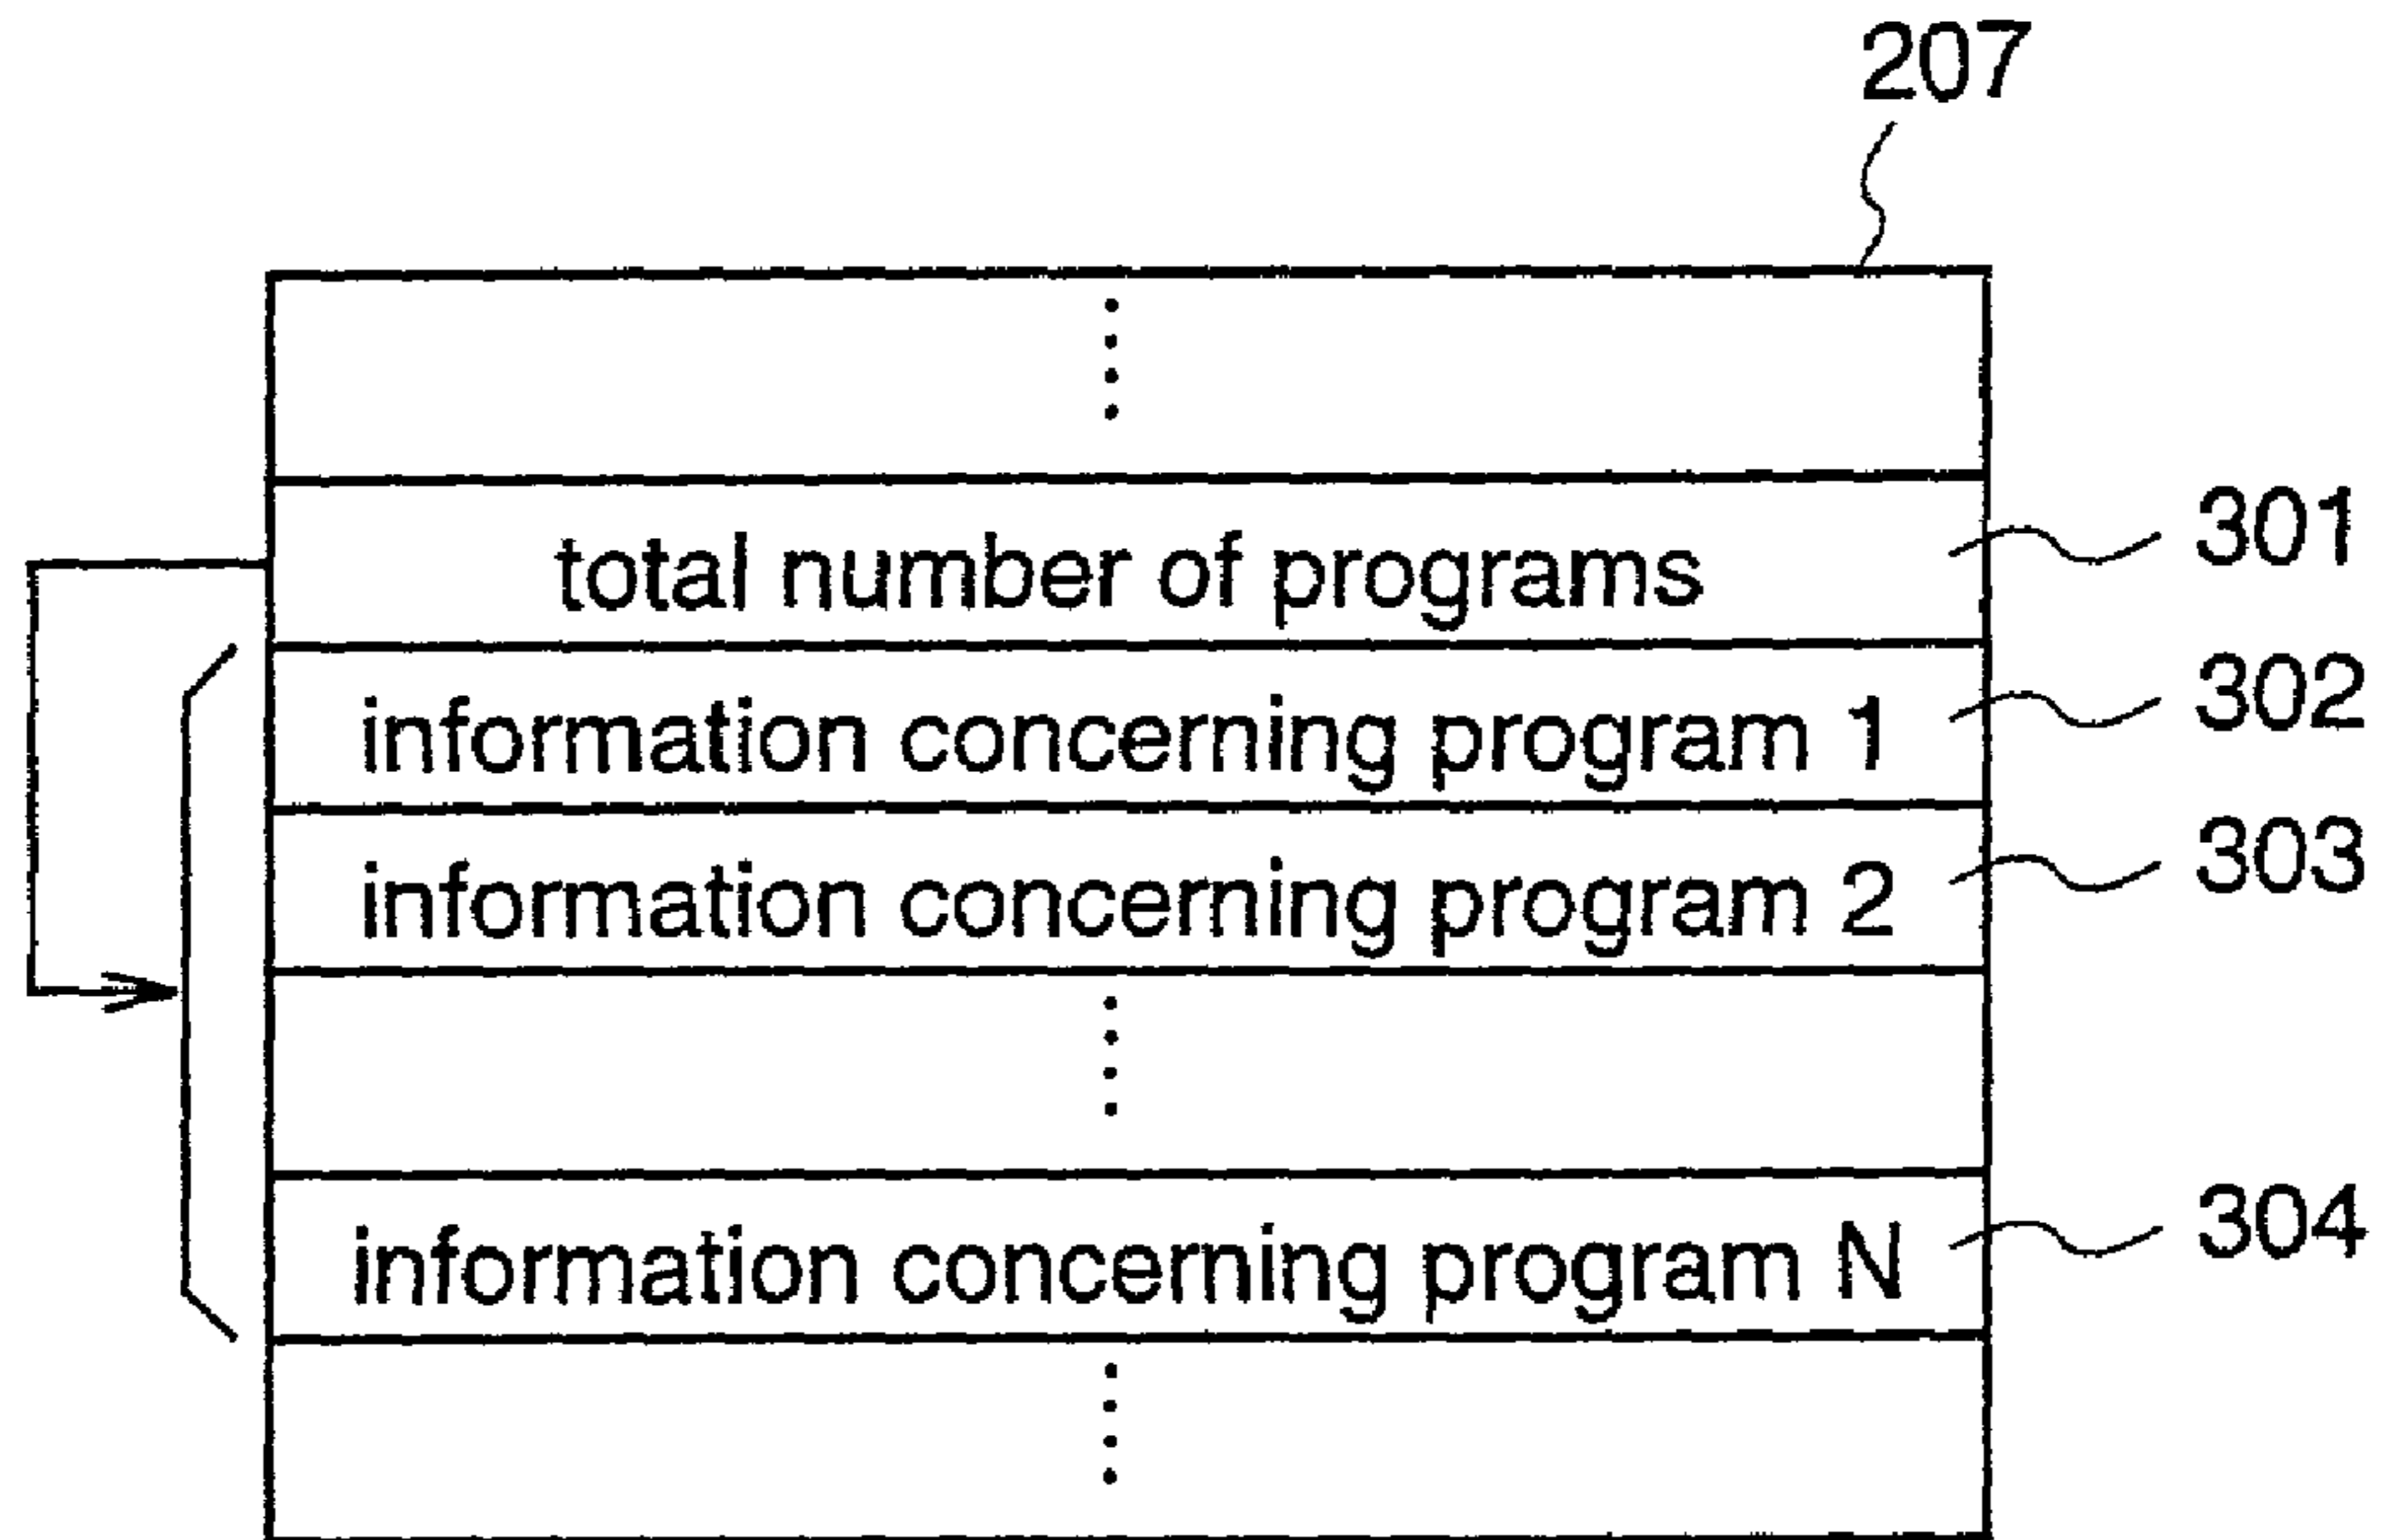 207
total number of programs 301
information concerning program 1 302
information concerning program 2 303
information concerning program N 304